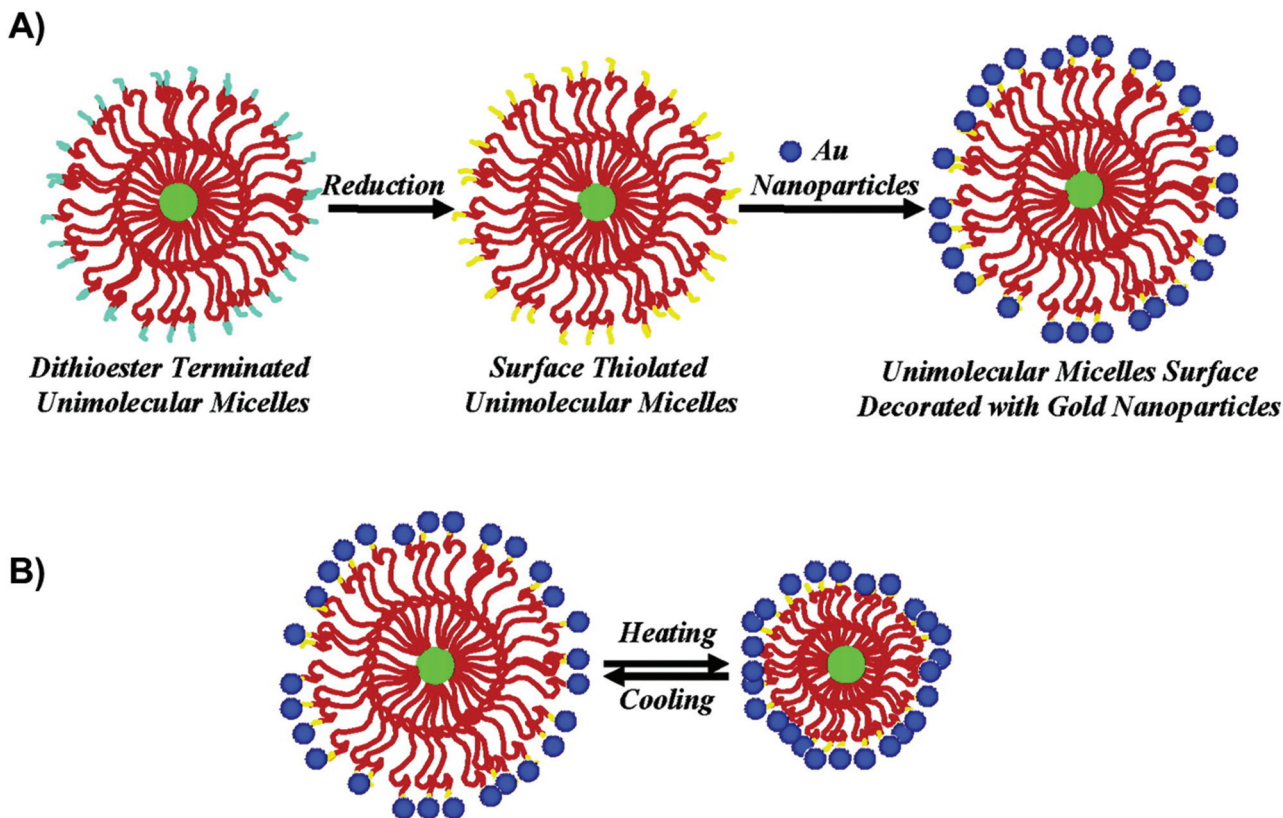 A)
Reduction
Au
Nanoparticles
Dithioester Terminated
Unimolecular Micelles
Surface Thiolated
Unimolecular Micelles
Unimolecular Micelles Surface
Decorated with Gold Nanoparticles
B)
Heating
Cooling